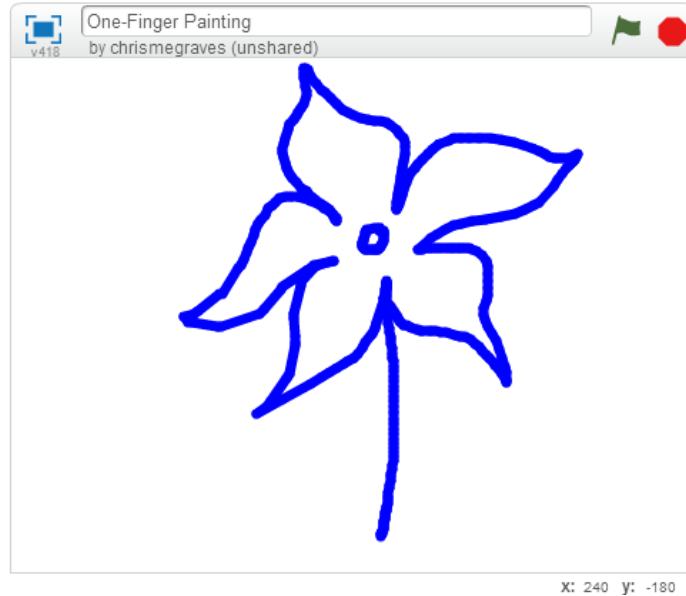 One-Finger Painting
v418
by chrismegraves (unshared)
x: 240 y: -180